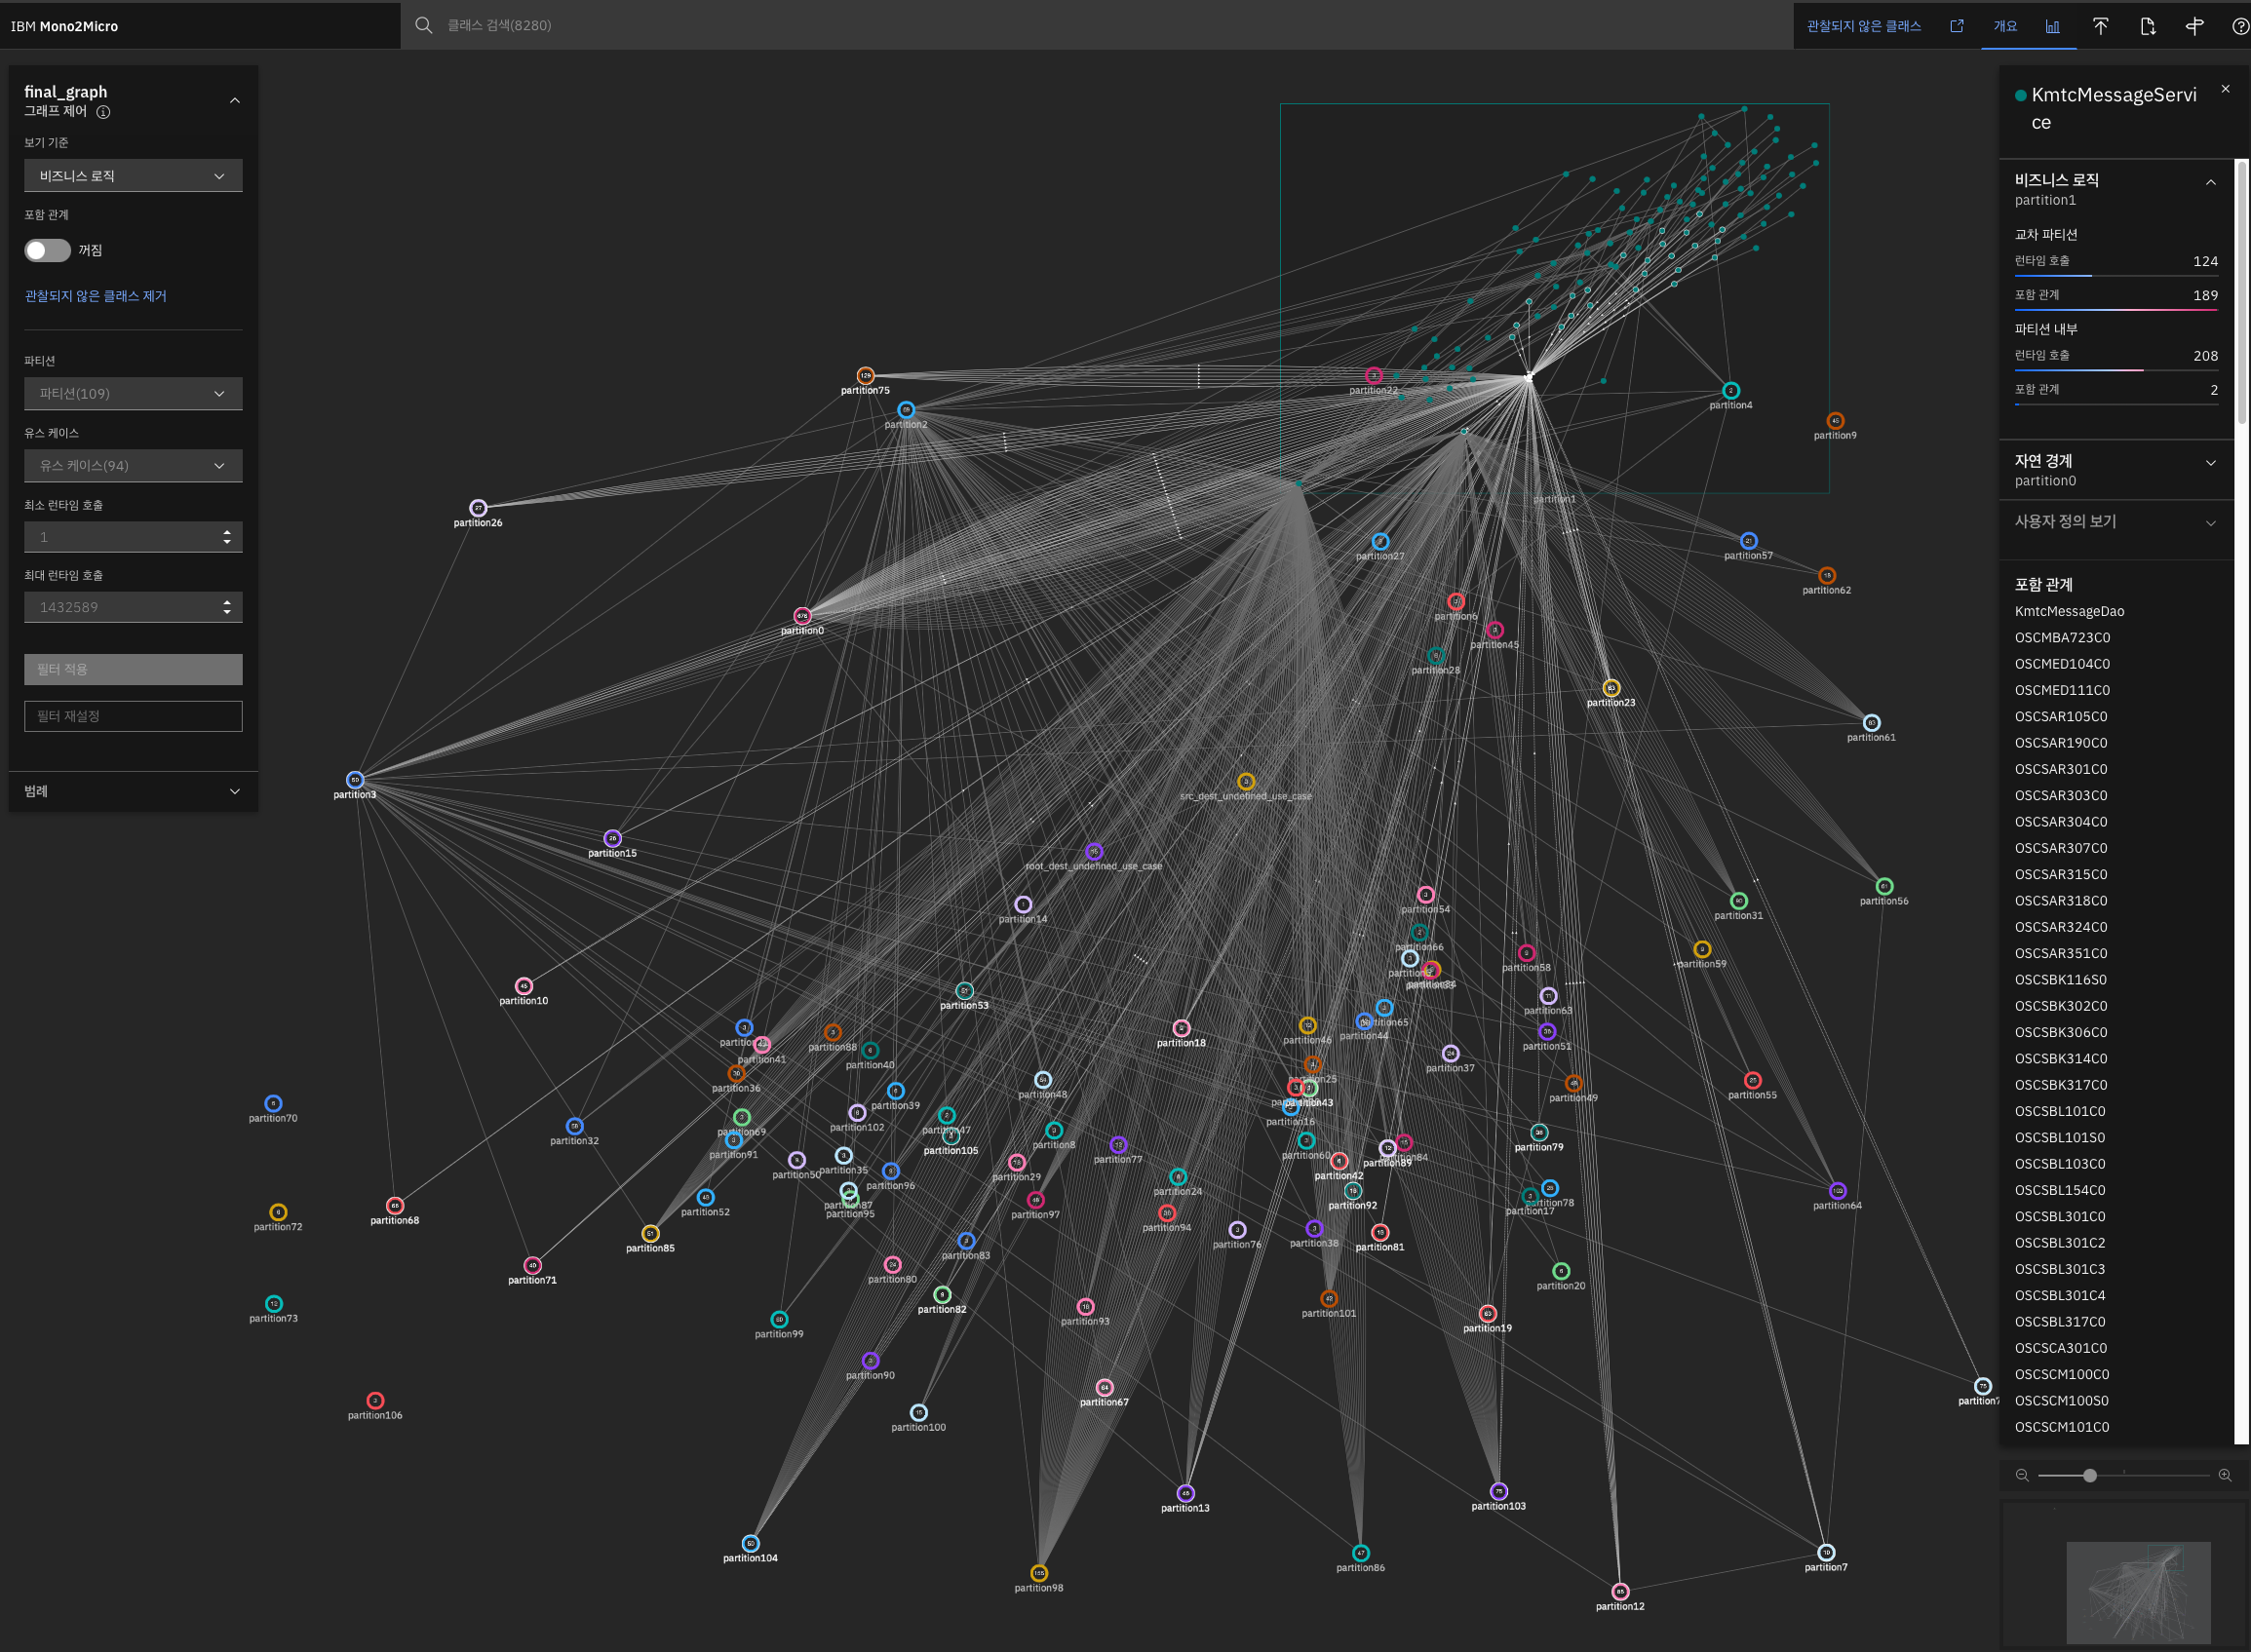 IBM Mono2Micro
클래스 검색(8280)
관찰되지 않은 클래스
개요
final_graph
그래프 제어
보기 기준
비즈니스 로직
포함 관계
꺼짐
관찰되지 않은 클래스 제거
파티션
파티션(109)
유스 케이스
유스 케이스(94)
최소 런타임 호출
1
최대 런타임 호출
1432589
필터 적용
필터 재설정
범례
partition75
partition2
partition22
partition4
partition9
partition26
partition1
partition27
partition57
partition62
partition0
partition6
partition45
partition28
partition23
partition61
partition3
src_dest_undefined_use_case
partition15
root_dest_undefined_use_case
partition14
partition54
partition31
partition56
partition66
partition58
partition59
partition10
partition53
partition63
partition65
partition18
partition46
partition44
partition51
partition88
partition41
partition40
partition37
partition36
partition25
partition48
partition49
partition55
partition39
partition43
partition70
partition102
partition16
partition32
partition69
partition47
partition8
partition105
partition91
partition77
partition60
partition79
partition84
partition89
partition50
partition35
partition96
partition29
partition42
partition24
partition52
partition87
partition95
partition97
partition92
partition78
partition17
partition64
partition72
partition68
partition94
partition85
partition83
partition76
partition38
partition81
partition71
partition80
partition20
partition73
partition82
partition93
partition101
partition99
partition19
partition90
partition67
partition106
partition100
partition13
partition103
partition104
partition98
partition86
partition7
partition12
KmtcMessageServi
ce
비즈니스 로직
partition1
교차 파티션
런타임 호출 124
포함 관계 189
파티션 내부
런타임 호출 208
포함 관계 2
자연 경계
partition0
사용자 정의 보기
포함 관계
KmtcMessageDao
OSCMBA723C0
OSCMED104C0
OSCMED111C0
OSCSAR105C0
OSCSAR190C0
OSCSAR301C0
OSCSAR303C0
OSCSAR304C0
OSCSAR307C0
OSCSAR315C0
OSCSAR318C0
OSCSAR324C0
OSCSAR351C0
OSCSBK116S0
OSCSBK302C0
OSCSBK306C0
OSCSBK314C0
OSCSBK317C0
OSCSBL101C0
OSCSBL101S0
OSCSBL103C0
OSCSBL154C0
OSCSBL301C0
OSCSBL301C2
OSCSBL301C3
OSCSBL301C4
OSCSBL317C0
OSCSCA301C0
OSCSCM100C0
OSCSCM100S0
OSCSCM101C0